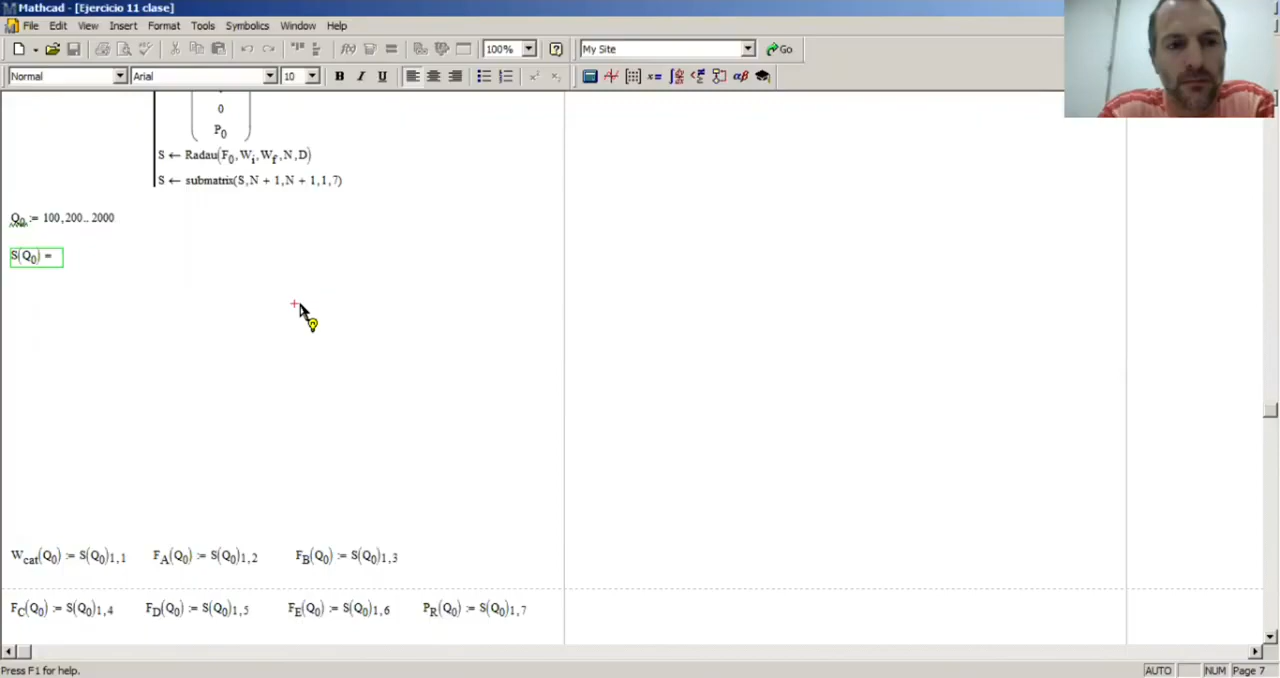 Mathcad - [Ejercicio 11 clase]
File Edit View Insert Format Tools Symbolics Window Help
100% My Site Go
Normal Arial 10 B I U
0
P0
S ← Radau(F0, Wi, Wf, N, D)
S ← submatrix(S, N + 1, N + 1, 1, 7)
Q0 := 100, 200.. 2000
S(Q0) =
Wcat(Q0) := S(Q0)1,1 FA(Q0) := S(Q0)1,2 FB(Q0) := S(Q0)1,3
FC(Q0) := S(Q0)1,4 FD(Q0) := S(Q0)1,5 FE(Q0) := S(Q0)1,6 PR(Q0) := S(Q0)1,7
Press F1 for help. AUTO NUM Page 7